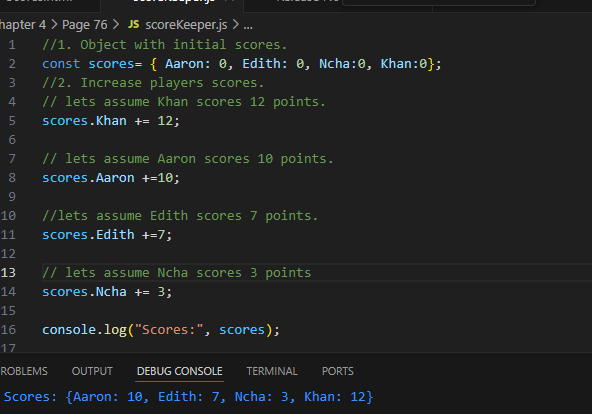 hapter 4 > Page 76 > JS scoreKeeper.js > ...
1 //1. Object with initial scores.
2 const scores= { Aaron: 0, Edith: 0, Ncha:0, Khan:0};
3 //2. Increase players scores.
4 // lets assume Khan scores 12 points.
5 scores.Khan += 12;
6
7 // lets assume Aaron scores 10 points.
8 scores.Aaron +=10;
9
10 //lets assume Edith scores 7 points.
11 scores.Edith +=7;
12
13 // lets assume Ncha scores 3 points
14 scores.Ncha += 3;
15
16 console.log("Scores:", scores);
17
ROBLEMS OUTPUT DEBUG CONSOLE TERMINAL PORTS
Scores: {Aaron: 10, Edith: 7, Ncha: 3, Khan: 12}